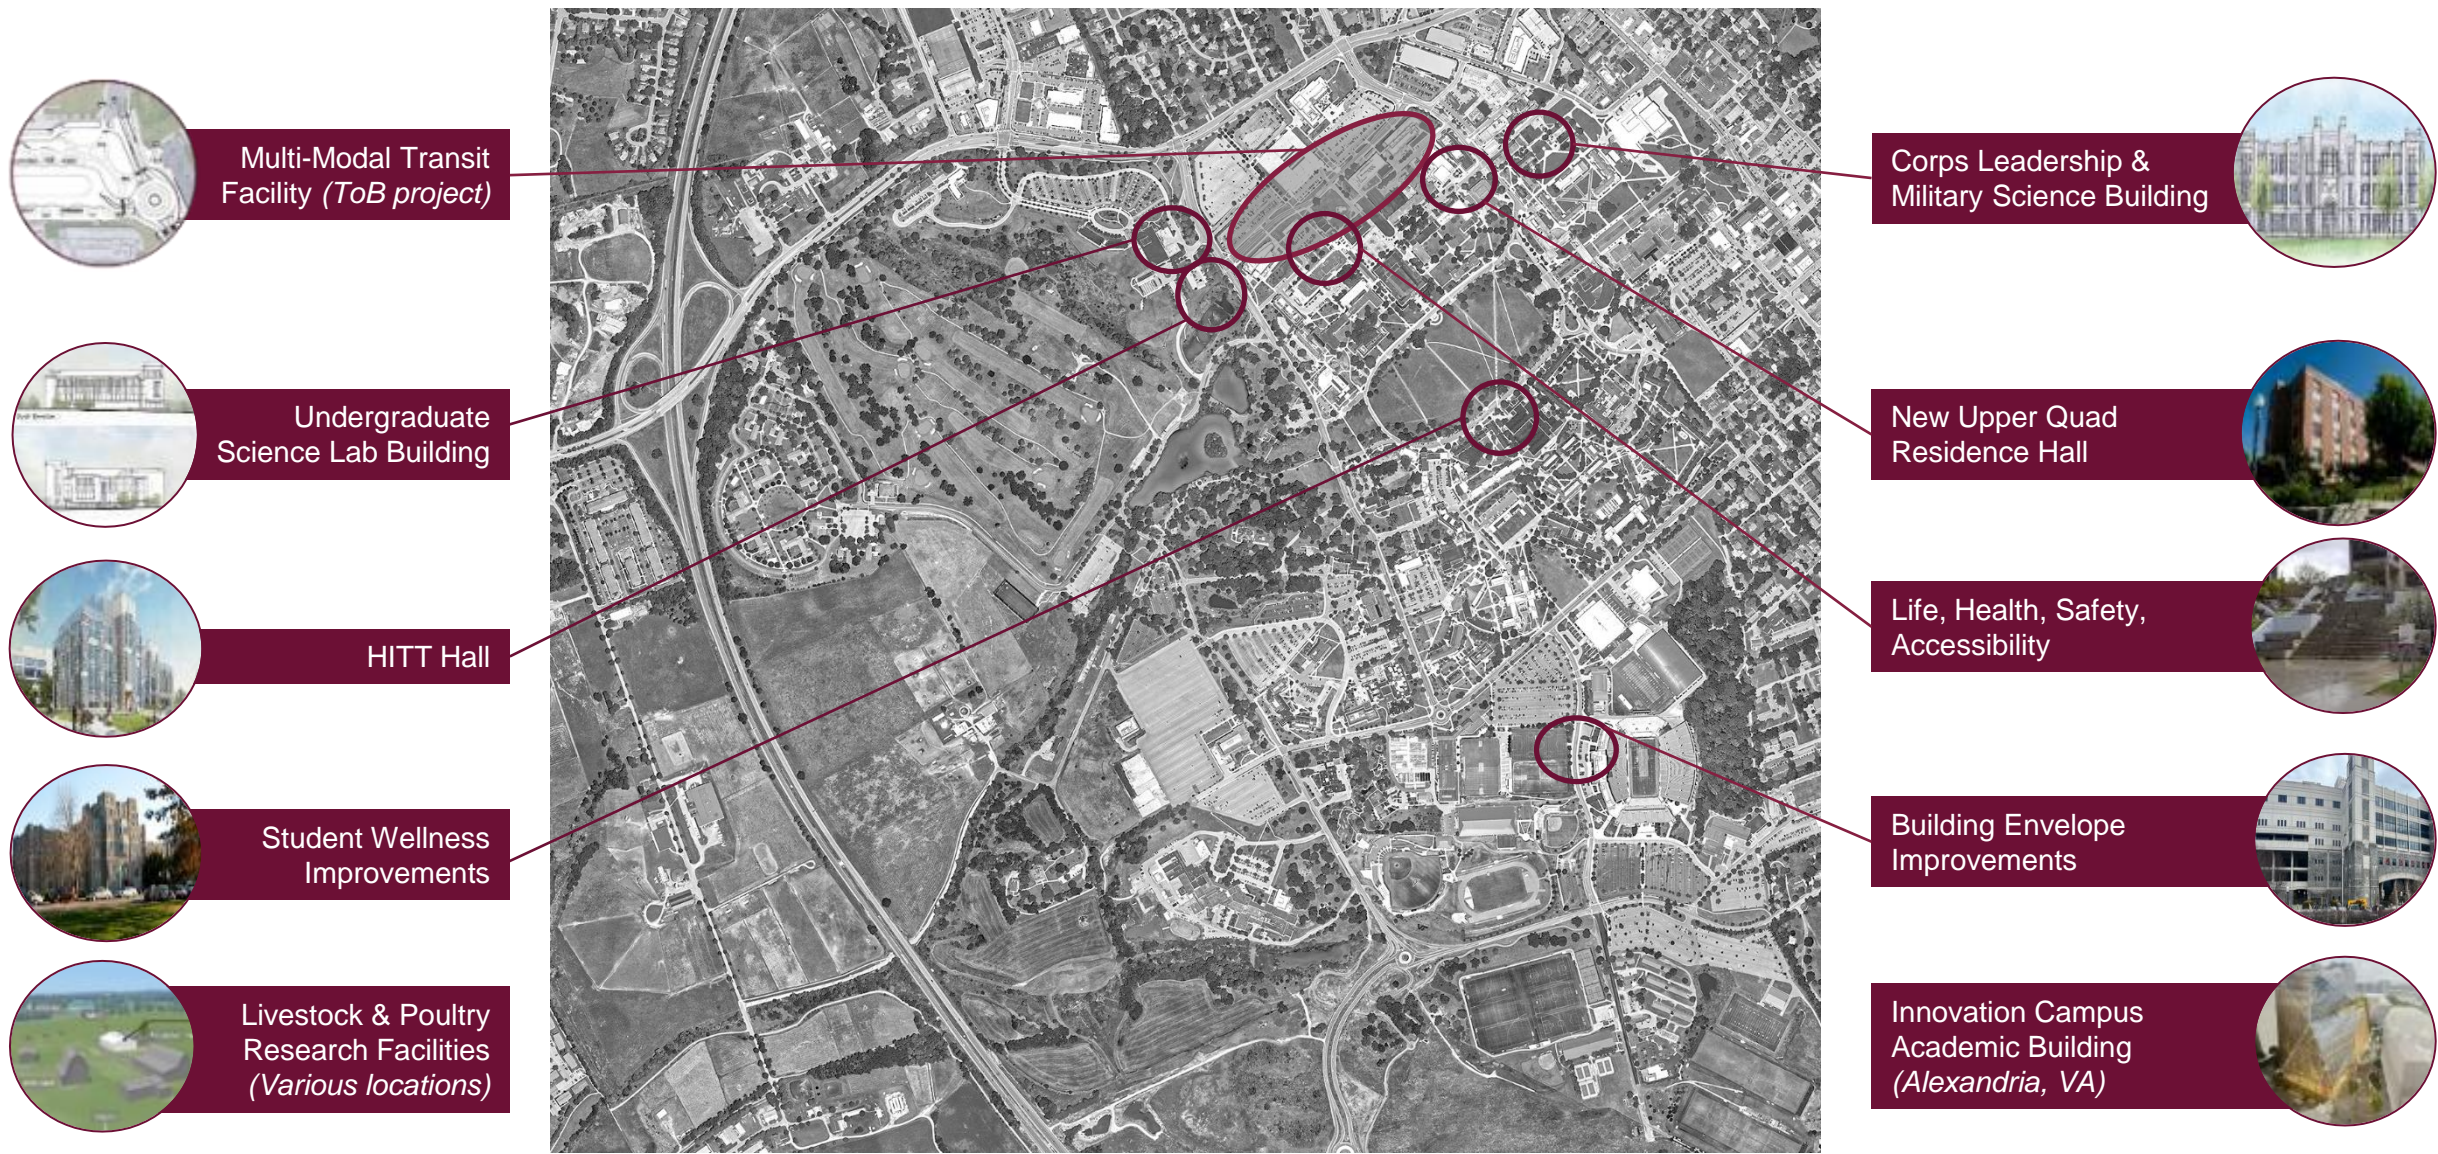 Multi-Modal Transit
Facility (ToB project)
Undergraduate
Science Lab Building
HITT Hall
Student Wellness
Improvements
Livestock & Poultry
Research Facilities
(Various locations)
Corps Leadership &
Military Science Building
New Upper Quad
Residence Hall
Life, Health, Safety,
Accessibility
Building Envelope
Improvements
Innovation Campus
Academic Building
(Alexandria, VA)